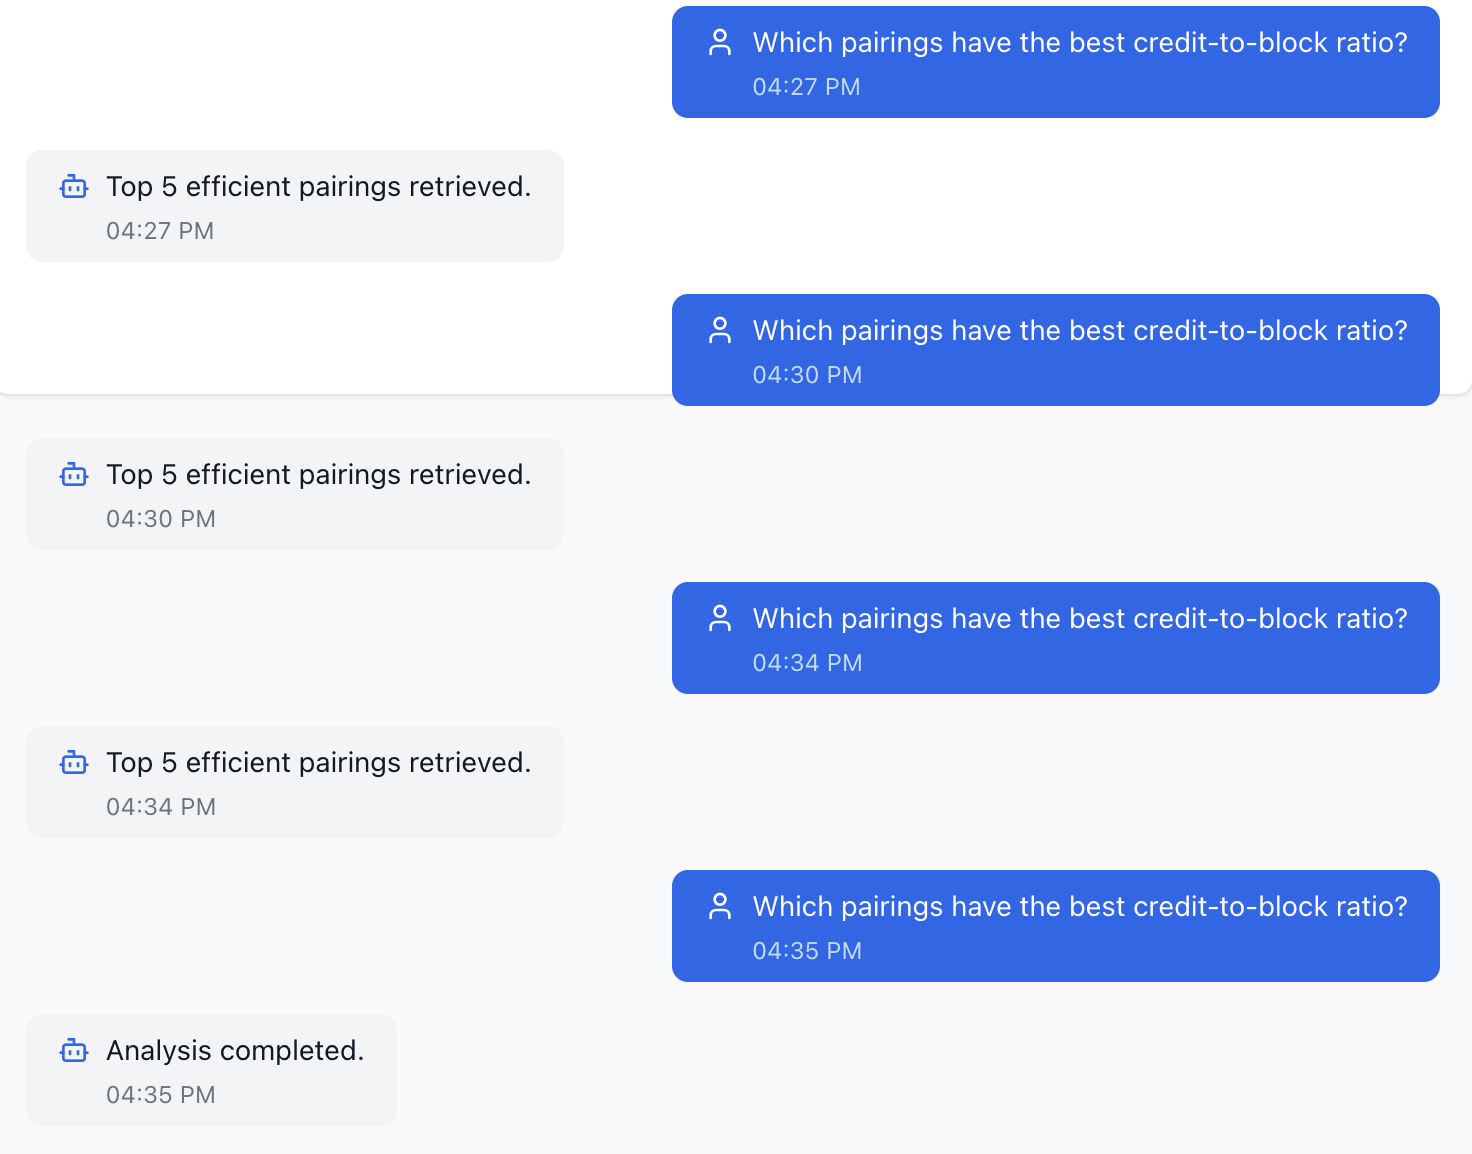 Which pairings have the best credit-to-block ratio?
04:27 PM
Top 5 efficient pairings retrieved.
04:27 PM
Which pairings have the best credit-to-block ratio?
04:30 PM
Top 5 efficient pairings retrieved.
04:30 PM
Which pairings have the best credit-to-block ratio?
04:34 PM
Top 5 efficient pairings retrieved.
04:34 PM
Which pairings have the best credit-to-block ratio?
04:35 PM
Analysis completed.
04:35 PM